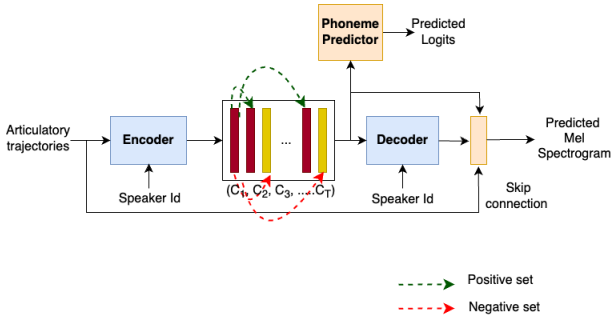 Phoneme
Predictor
Predicted
Logits
Articulatory
trajectories
Encoder
...
Decoder
Predicted
Mel
Spectrogram
Speaker Id
(C1, C2, C3, .....CT)
Speaker Id
Skip
connection
Positive set
Negative set